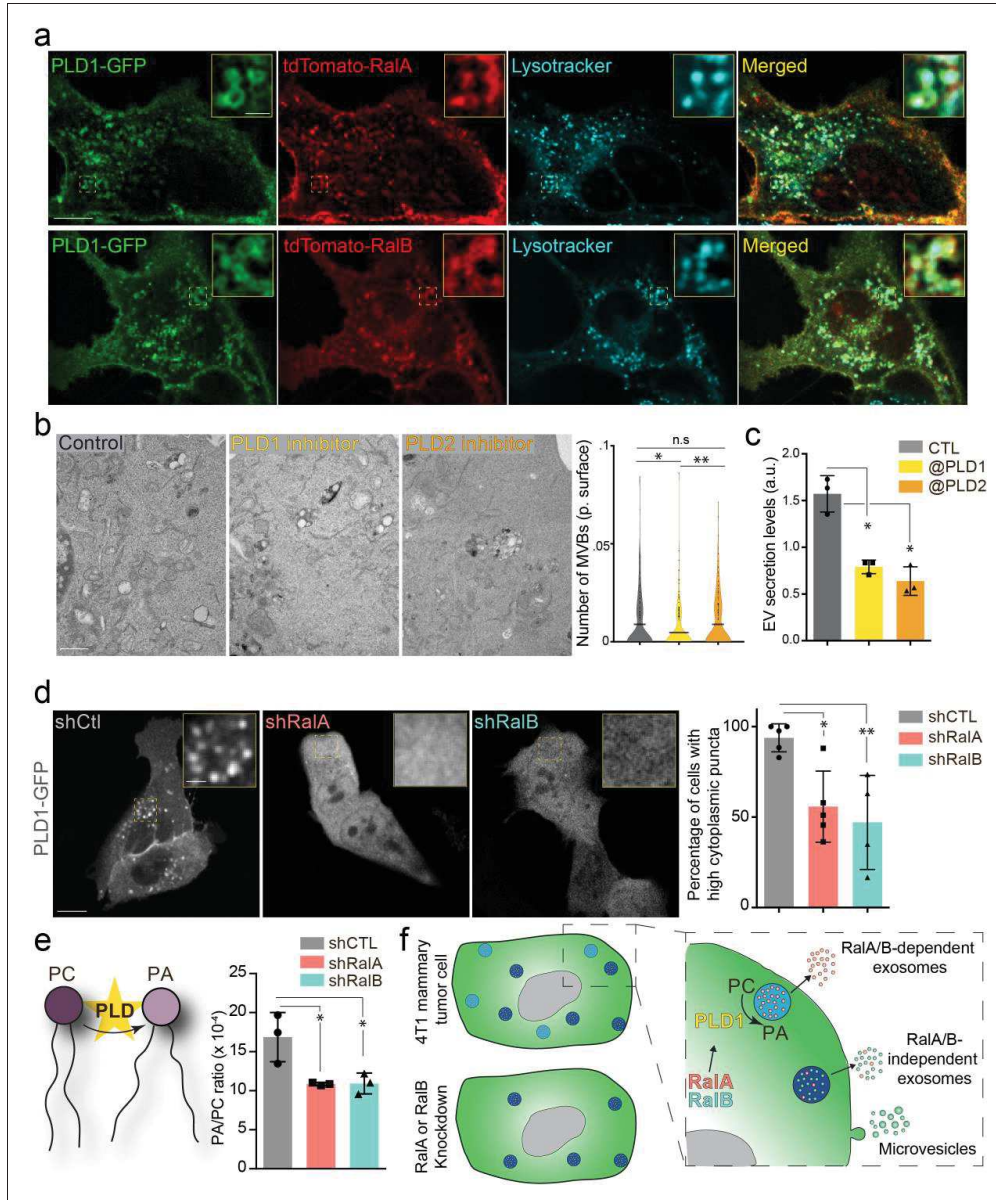 a
PLD1-GFP
tdTomato-RalA
Lysotracker
Merged
PLD1-GFP
tdTomato-RalB
Lysotracker
Merged
b
Control
PLD1 inhibitor
PLD2 inhibitor
Number of MVBs (p. surface)
.05
0
n.s
*
**
c
CTL
@PLD1
@PLD2
EV secretion levels (a.u.)
2.0
1.5
1.0
0.5
0.0
*
*
d
PLD1-GFP
shCtl
shRalA
shRalB
Percentage of cells with
high cytoplasmic puncta
100
50
0
*
**
shCTL
shRalA
shRalB
e
PC
PLD
PA
shCTL
shRalA
shRalB
PA/PC ratio (x 10-4)
20
15
10
5
0
*
*
f
4T1 mammary
tumor cell
RalA or RalB
Knockdown
RalA/B-dependent
exosomes
PC
PLD1
PA
RalA
RalB
RalA/B-
independent
exosomes
Microvesicles